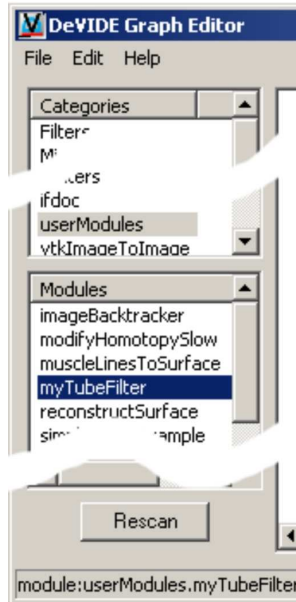 DeVIDE Graph Editor
File Edit Help
Categories
ifdoc
userModules
vtkImageToImage
Modules
imageBacktracker
modifyHomotopySlow
muscleLinesToSurface
myTubeFilter
reconstructSurface
Rescan
module:userModules.myTubeFilter